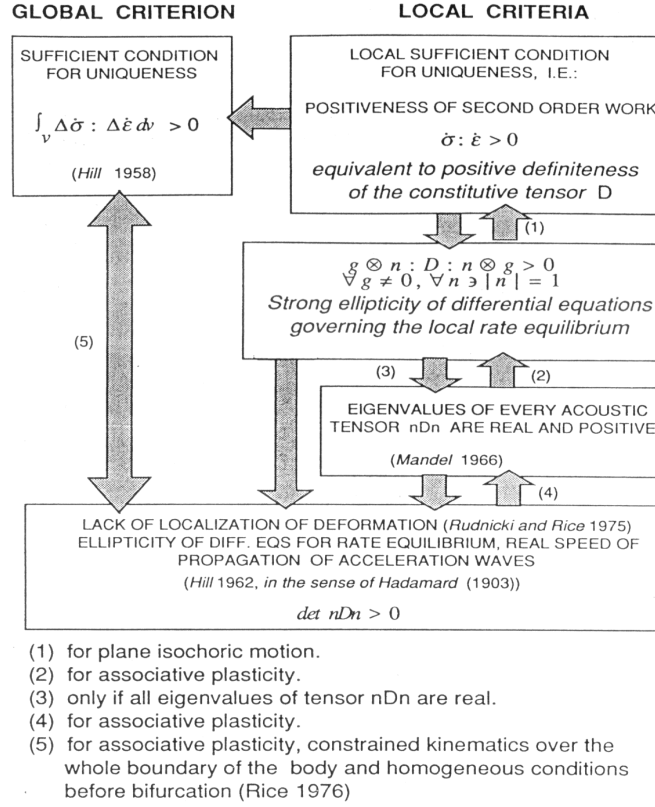 GLOBAL CRITERION
LOCAL CRITERIA
SUFFICIENT CONDITION
FOR UNIQUENESS
∫_v Δσ̇ : Δε̇ dv > 0
(Hill 1958)
LOCAL SUFFICIENT CONDITION
FOR UNIQUENESS, I.E.:
POSITIVENESS OF SECOND ORDER WORK
σ̇ : ε̇ > 0
equivalent to positive definiteness
of the constitutive tensor D
(1)
g ⊗ n : D : n ⊗ g > 0
∀ g ≠ 0, ∀ n ∋ | n | = 1
Strong ellipticity of differential equations
governing the local rate equilibrium
(5)
(3)
(2)
EIGENVALUES OF EVERY ACOUSTIC
TENSOR nDn ARE REAL AND POSITIVE
(Mandel 1966)
(4)
LACK OF LOCALIZATION OF DEFORMATION (Rudnicki and Rice 1975)
ELLIPTICITY OF DIFF. EQS FOR RATE EQUILIBRIUM, REAL SPEED OF
PROPAGATION OF ACCELERATION WAVES
(Hill 1962, in the sense of Hadamard (1903))
det nDn > 0
(1) for plane isochoric motion.
(2) for associative plasticity.
(3) only if all eigenvalues of tensor nDn are real.
(4) for associative plasticity.
(5) for associative plasticity, constrained kinematics over the
whole boundary of the body and homogeneous conditions
before bifurcation (Rice 1976)